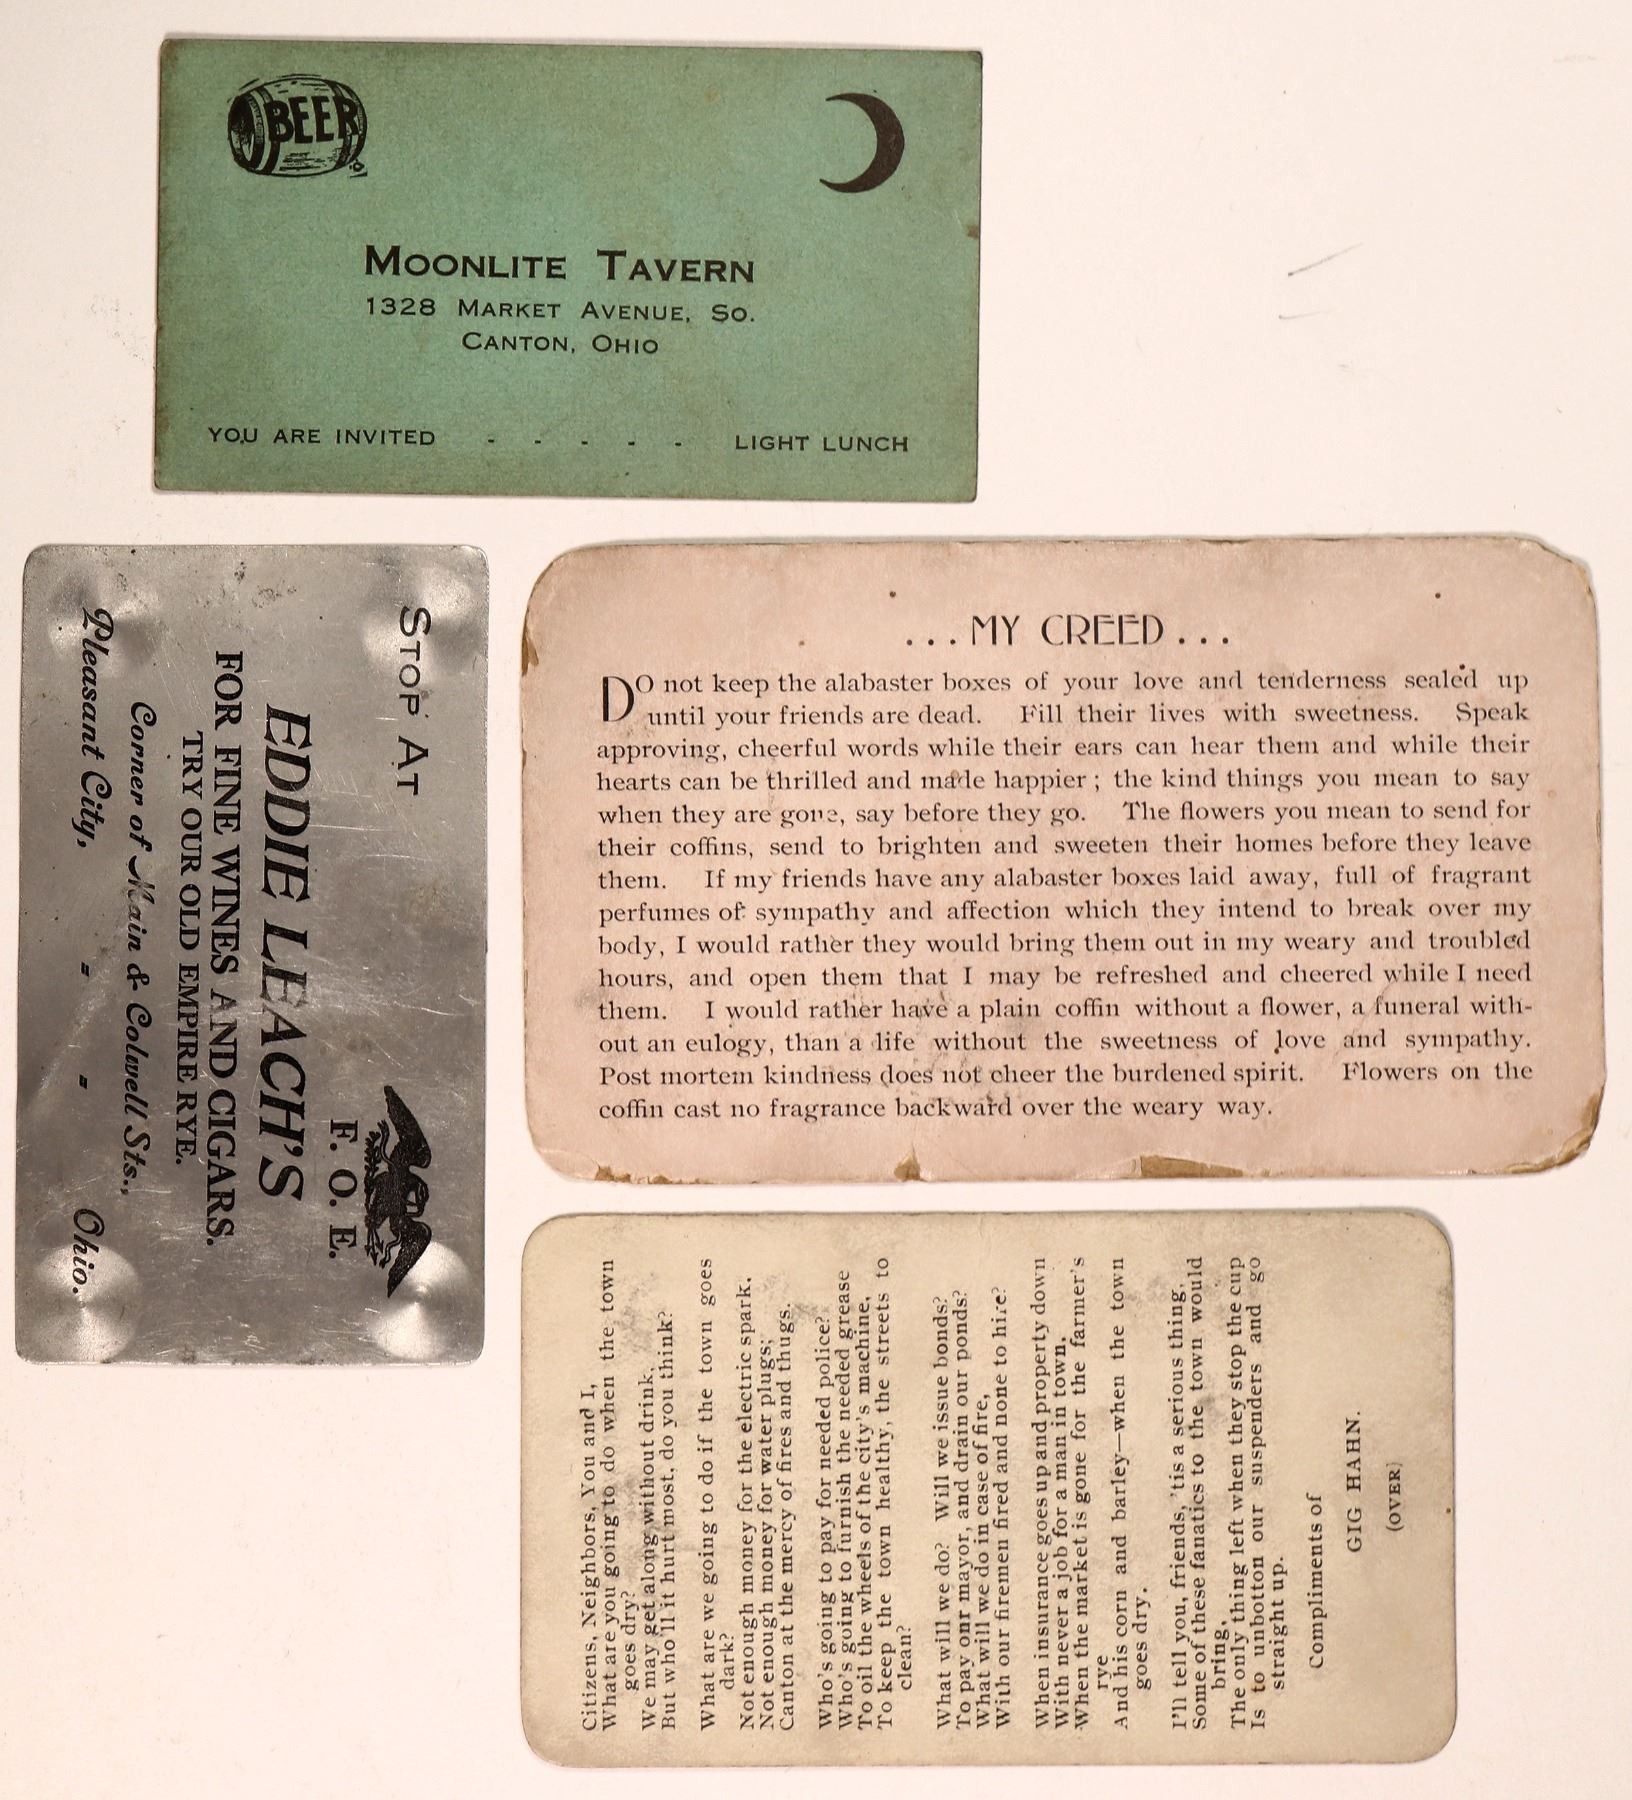 BEER
MOONLITE TAVERN
1328 MARKET AVENUE, SO.
CANTON, OHIO
YOU ARE INVITED - - - - - LIGHT LUNCH
STOP AT
F. O. E.
EDDIE LEACH'S
FOR FINE WINES AND CIGARS.
TRY OUR OLD EMPIRE RYE.
Corner of Main & Colwell Sts.,
Pleasant City, - - Ohio.
...MY CREED...
DO not keep the alabaster boxes of your love and tenderness sealed up
until your friends are dead. Fill their lives with sweetness. Speak
approving, cheerful words while their ears can hear them and while their
hearts can be thrilled and made happier; the kind things you mean to say
when they are gone, say before they go. The flowers you mean to send for
their coffins, send to brighten and sweeten their homes before they leave
them. If my friends have any alabaster boxes laid away, full of fragrant
perfumes of sympathy and affection which they intend to break over my
body, I would rather they would bring them out in my weary and troubled
hours, and open them that I may be refreshed and cheered while I need
them. I would rather have a plain coffin without a flower, a funeral with-
out an eulogy, than a life without the sweetness of love and sympathy.
Post mortem kindness does not cheer the burdened spirit. Flowers on the
coffin cast no fragrance backward over the weary way.
Citizens, Neighbors, You and I,
What are you going to do when the town
goes dry?
We may get along without drink,
But who'll it hurt most, do you think?
What are we going to do if the town goes
dark?
Not enough money for the electric spark.
Not enough money for water plugs;
Canton at the mercy of fires and thugs.
Who's going to pay for needed police?
Who's going to furnish the needed grease
To oil the wheels of the city's machine,
To keep the town healthy, the streets to
clean?
What will we do? Will we issue bonds?
To pay onr mayor, and drain our ponds?
What will we do in case of fire,
With our firemen fired and none to hire?
When insurance goes up and property down
With never a job for a man in town.
When the market is gone for the farmer's
rye
And his corn and barley—when the town
goes dry.
I'll tell you, friends, 'tis a serious thing,
Some of these fanatics to the town would
bring,
The only thing left when they stop the cup
Is to unbotton our suspenders and go
straight up.
Compliments of
GIG HAHN.
(OVER)